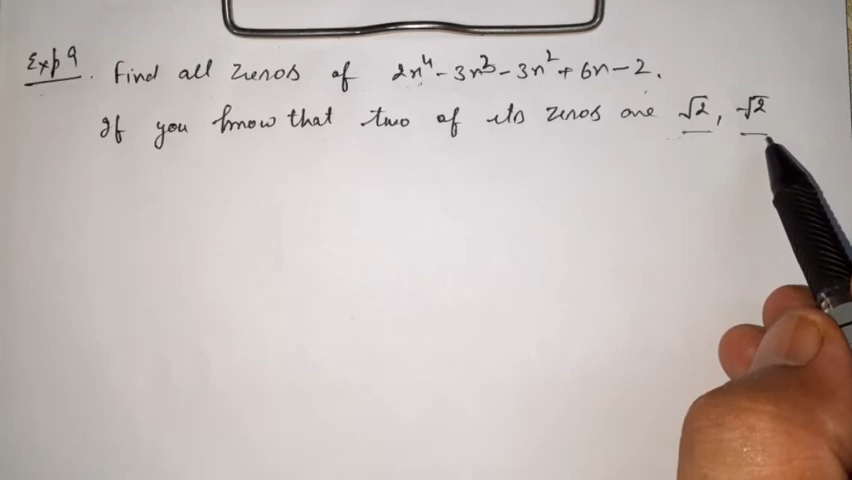 Exp 9. Find all zeros of 2x⁴ - 3x³ - 3x² + 6x - 2.
If you know that two of its zeros are √2, -√2